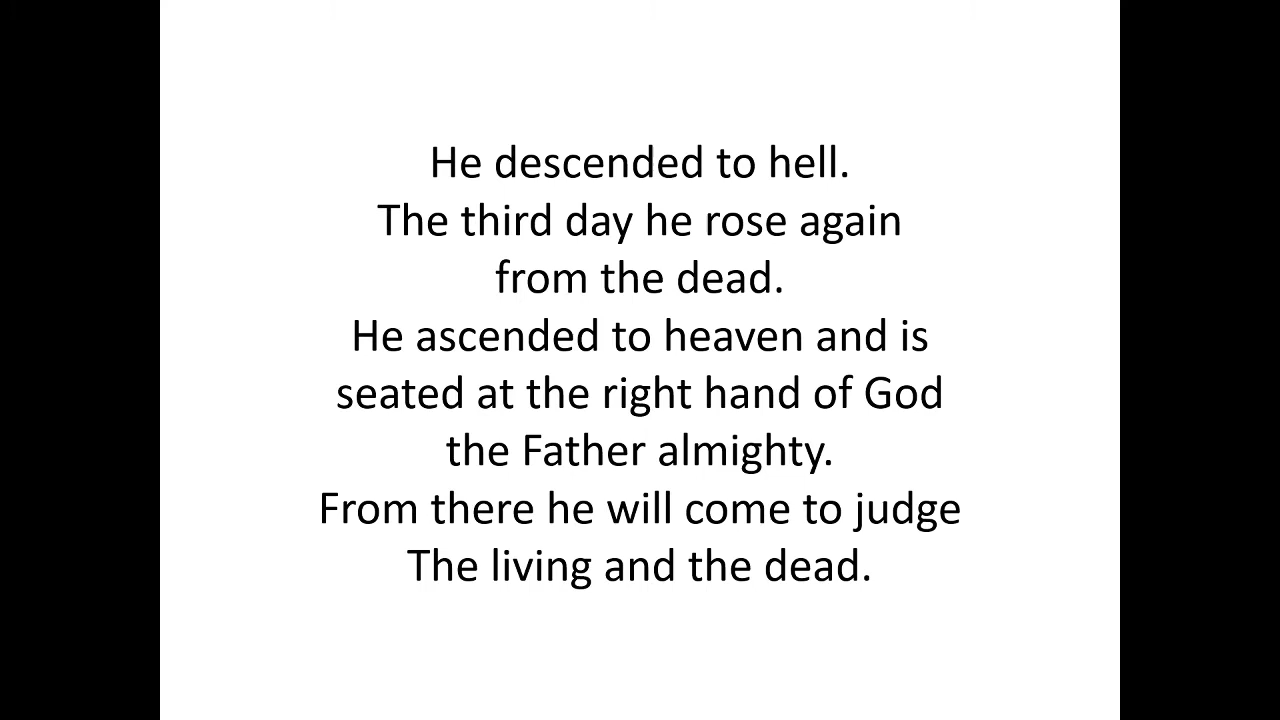 He descended to hell.
The third day he rose again
from the dead.
He ascended to heaven and is
seated at the right hand of God
the Father almighty.
From there he will come to judge
The living and the dead.